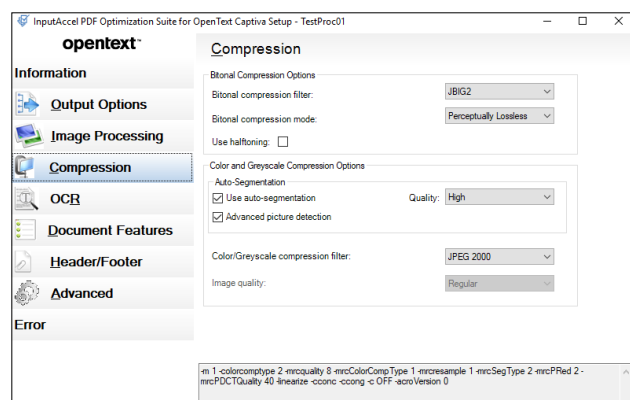 InputAccel PDF Optimization Suite for OpenText Captiva Setup - TestProc01
opentext™
Information
Output Options
Image Processing
Compression
OCR
Document Features
Header/Footer
Advanced
Error
Compression
Bitonal Compression Options
Bitonal compression filter: JBIG2
Bitonal compression mode: Perceptually Lossless
Use halftoning:
Color and Greyscale Compression Options
Auto-Segmentation
Use auto-segmentation Quality: High
Advanced picture detection
Color/Greyscale compression filter: JPEG 2000
Image quality: Regular
-m 1 -colorcomptype 2 -mrcquality 8 -mrcColorCompType 1 -mrcresample 1 -mrcSegType 2 -mrcPRed 2 -
mrcPDCTQuality 40 -linearize -cconc -ccong -c OFF -acroVersion 0